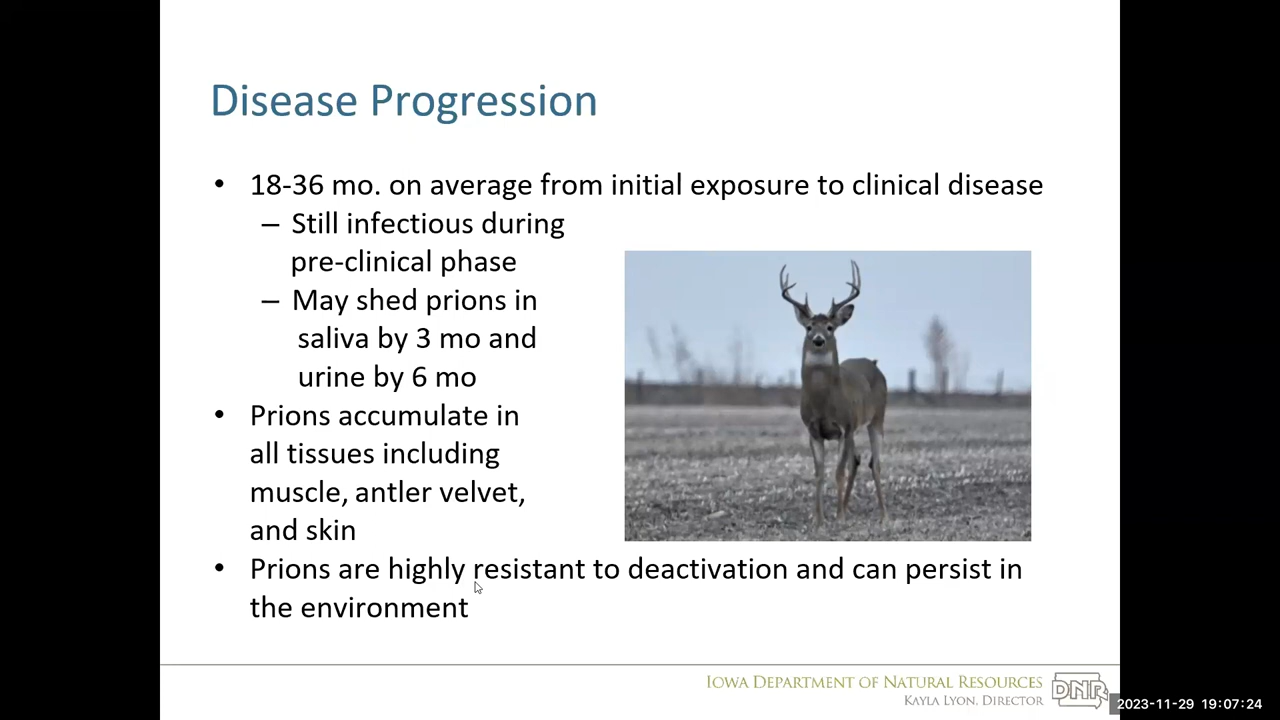 Disease Progression
• 18-36 mo. on average from initial exposure to clinical disease
– Still infectious during
pre-clinical phase
– May shed prions in
saliva by 3 mo and
urine by 6 mo
• Prions accumulate in
all tissues including
muscle, antler velvet,
and skin
• Prions are highly resistant to deactivation and can persist in
the environment
IOWA DEPARTMENT OF NATURAL RESOURCES
KAYLA LYON, DIRECTOR
DNR
2023-11-29 19:07:24